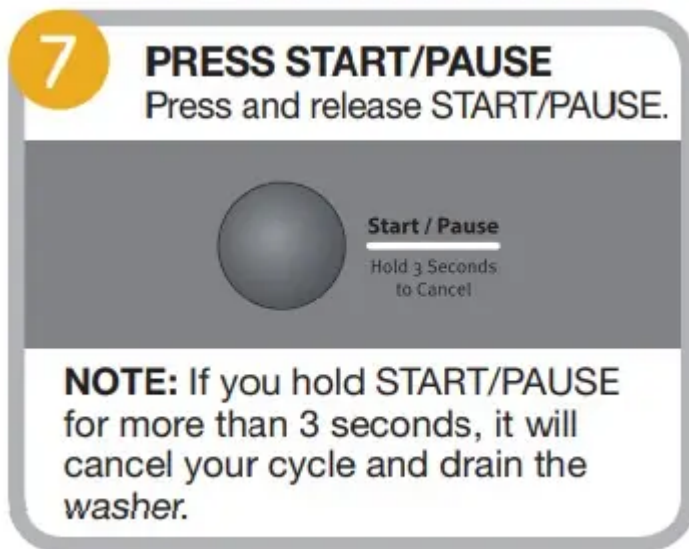 7
PRESS START/PAUSE
Press and release START/PAUSE.
Start / Pause
Hold 3 Seconds
to Cancel
NOTE: If you hold START/PAUSE
for more than 3 seconds, it will
cancel your cycle and drain the
washer.